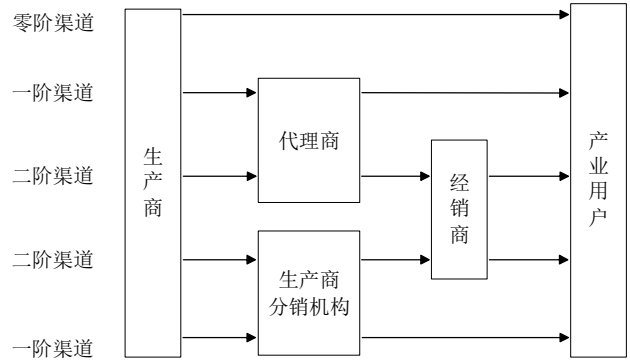 零阶渠道
一阶渠道
二阶渠道
二阶渠道
一阶渠道
生产商
代理商
生产商
分销机构
经销商
产业用户